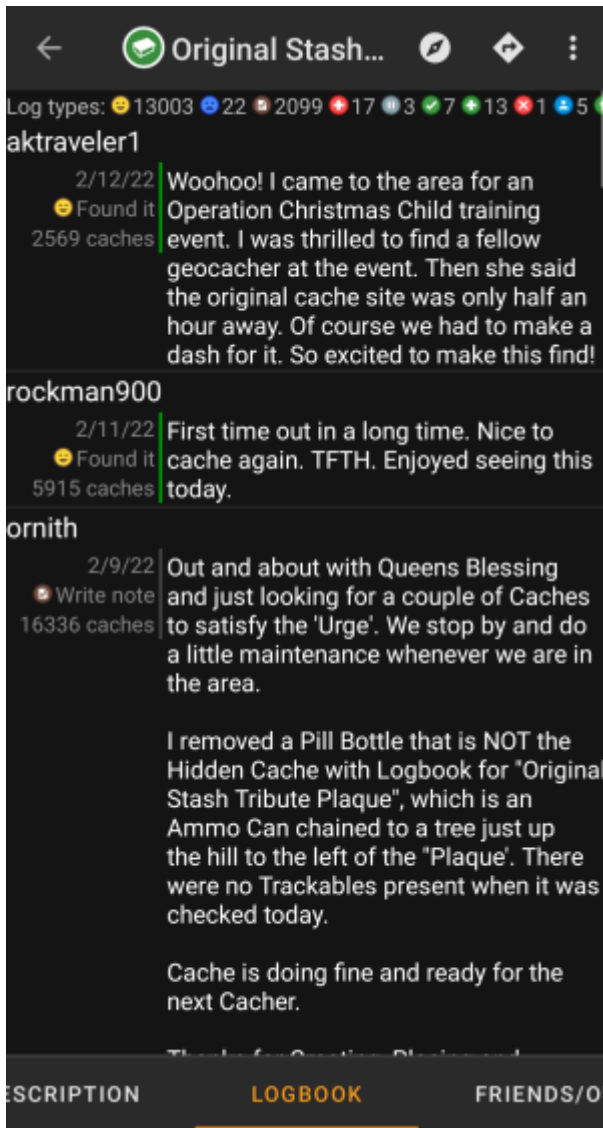 Original Stash...
Log types: 13003 22 2099 17 3 7 13 1 5
aktraveler1
2/12/22
Found it
2569 caches
Woohoo! I came to the area for an
Operation Christmas Child training
event. I was thrilled to find a fellow
geocacher at the event. Then she said
the original cache site was only half an
hour away. Of course we had to make a
dash for it. So excited to make this find!
rockman900
2/11/22
Found it
5915 caches
First time out in a long time. Nice to
cache again. TFTH. Enjoyed seeing this
today.
ornith
2/9/22
Write note
16336 caches
Out and about with Queens Blessing
and just looking for a couple of Caches
to satisfy the 'Urge'. We stop by and do
a little maintenance whenever we are in
the area.
I removed a Pill Bottle that is NOT the
Hidden Cache with Logbook for "Original
Stash Tribute Plaque", which is an
Ammo Can chained to a tree just up
the hill to the left of the "Plaque'. There
were no Trackables present when it was
checked today.
Cache is doing fine and ready for the
next Cacher.
ESCRIPTION
LOGBOOK
FRIENDS/O